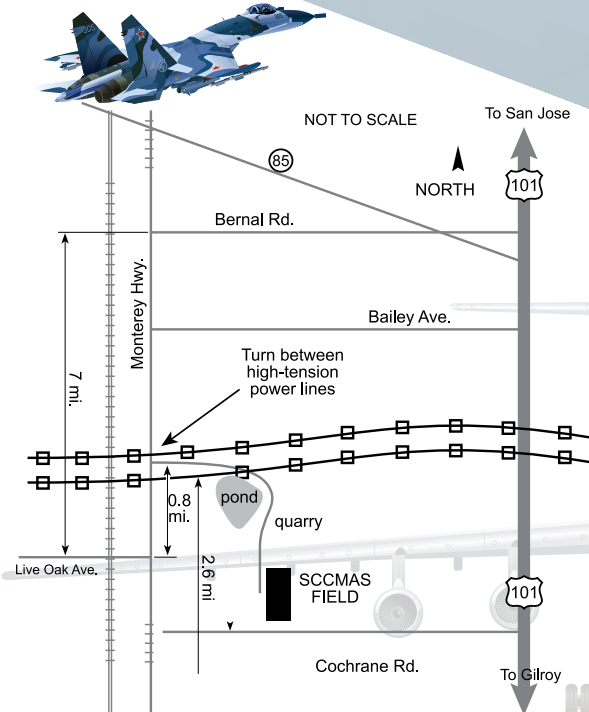 305
305
NOT TO SCALE
To San Jose
85
NORTH
101
Bernal Rd.
Monterey Hwy.
Bailey Ave.
Turn between
high-tension
power lines
7 mi.
0.8
mi.
pond
quarry
2.6 mi
Live Oak Ave.
SCCMAS
FIELD
101
Cochrane Rd.
To Gilroy